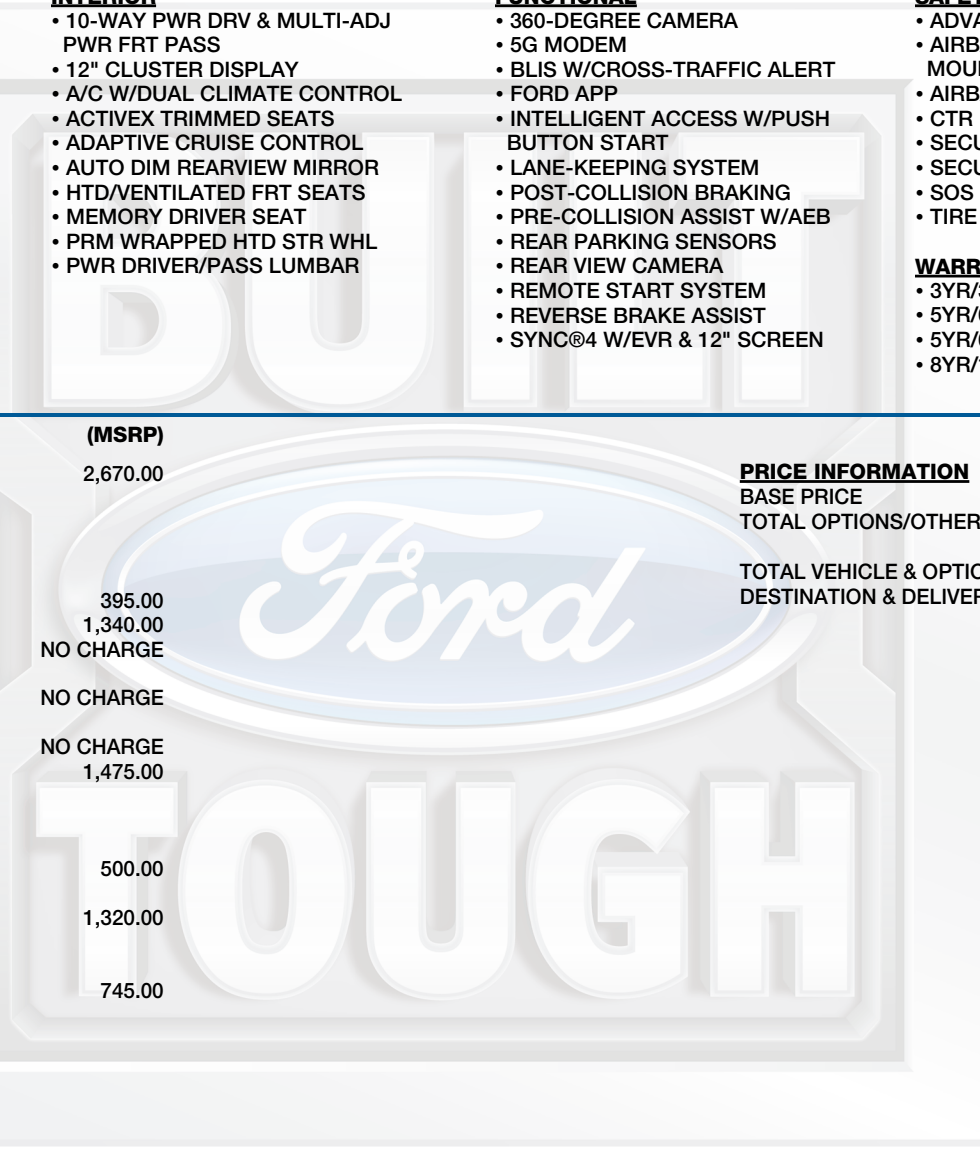 INTERIOR
• 10-WAY PWR DRV & MULTI-ADJ
PWR FRT PASS
• 12" CLUSTER DISPLAY
• A/C W/DUAL CLIMATE CONTROL
• ACTIVEX TRIMMED SEATS
• ADAPTIVE CRUISE CONTROL
• AUTO DIM REARVIEW MIRROR
• HTD/VENTILATED FRT SEATS
• MEMORY DRIVER SEAT
• PRM WRAPPED HTD STR WHL
• PWR DRIVER/PASS LUMBAR
FUNCTIONAL
• 360-DEGREE CAMERA
• 5G MODEM
• BLIS W/CROSS-TRAFFIC ALERT
• FORD APP
• INTELLIGENT ACCESS W/PUSH
BUTTON START
• LANE-KEEPING SYSTEM
• POST-COLLISION BRAKING
• PRE-COLLISION ASSIST W/AEB
• REAR PARKING SENSORS
• REAR VIEW CAMERA
• REMOTE START SYSTEM
• REVERSE BRAKE ASSIST
• SYNC®4 W/EVR & 12" SCREEN
• CTR
• SOS
• TIRE
BUILT
(MSRP)
2,670.00
395.00
1,340.00
NO CHARGE
NO CHARGE
NO CHARGE
1,475.00
500.00
1,320.00
745.00
Ford
TOUGH
PRICE INFORMATION
BASE PRICE
TOTAL OPTIONS/OTHER
TOTAL VEHICLE &
DESTINATION &